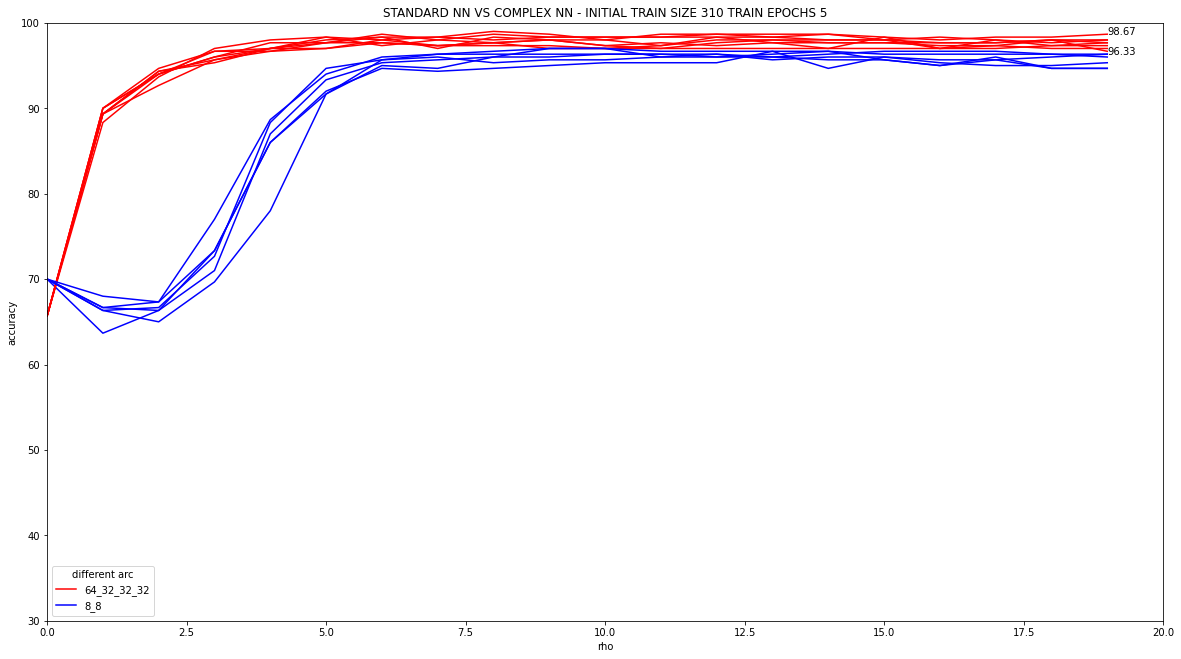 STANDARD NN VS COMPLEX NN - INITIAL TRAIN SIZE 310 TRAIN EPOCHS 5
100
90
80
70
60
50
40
30
accuracy
98.67
96.33
different arc
64_32_32_32
8_8
0.0 2.5 5.0 7.5 10.0 12.5 15.0 17.5 20.0
rho